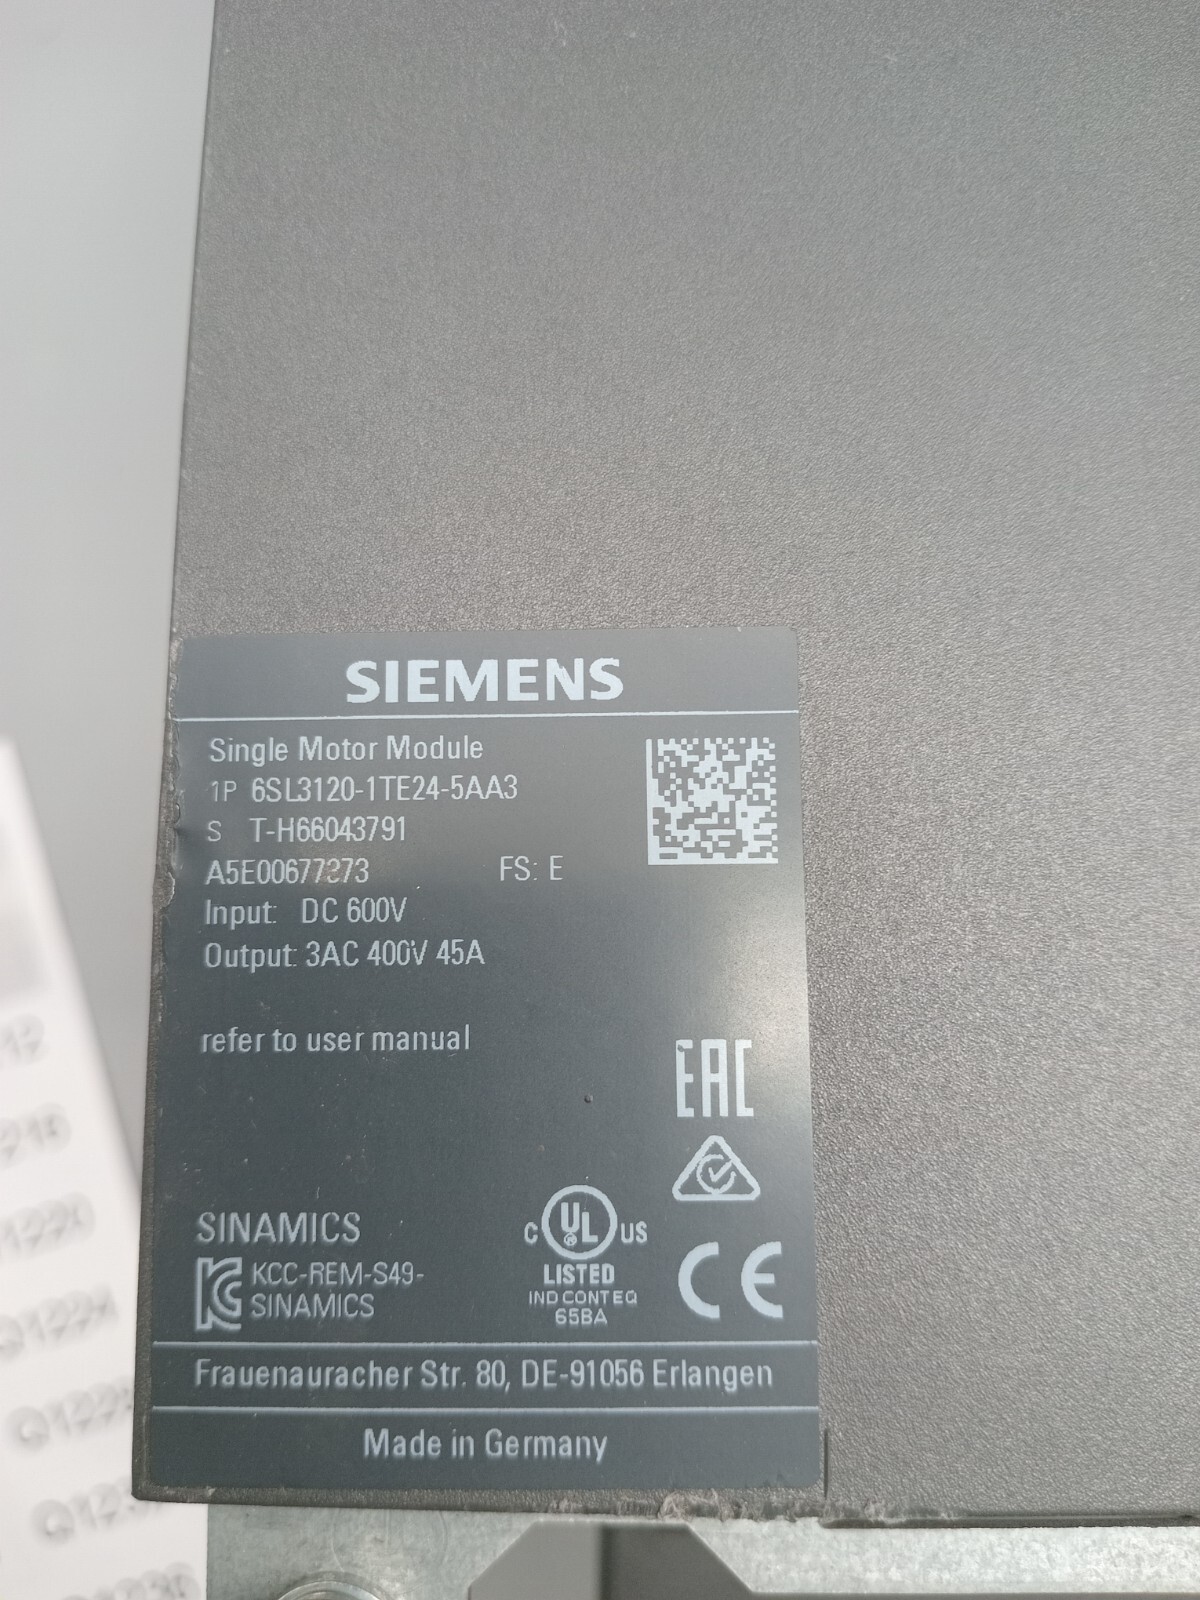 SIEMENS
Single Motor Module
1P 6SL3120-1TE24-5AA3
S T-H66043791
A5E00677373 FS: E
Input: DC 600V
Output: 3AC 400V 45A
refer to user manual
EAC
SINAMICS
C UL US
LISTED
IND CONT EQ
65BA
KCC-REM-S49-
SINAMICS
CE
Frauenauracher Str. 80, DE-91056 Erlangen
Made in Germany
Q1224